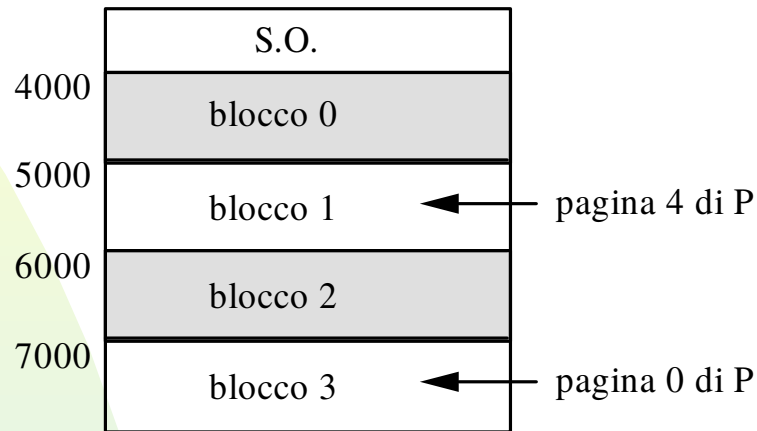 S.O.
4000
blocco 0
5000
blocco 1
pagina 4 di P
6000
blocco 2
7000
blocco 3
pagina 0 di P